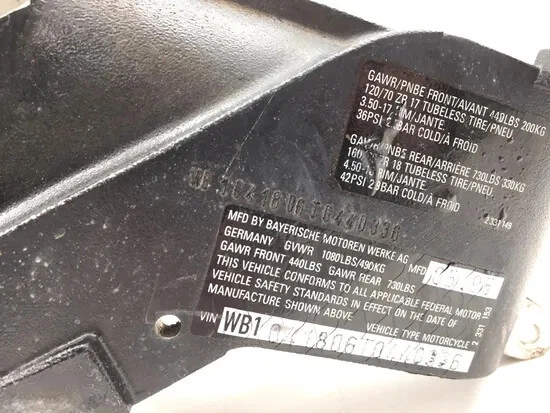 GAWR/PNBE FRONT/AVANT 440LBS 200KG
120/70 ZR 17 TUBELESS TIRE/PNEU.
3.50-17 RIM/JANTE.
36PSI BAR COLD/À FROID
GAWR/PNBE REAR/ARRIÈRE 730LBS 330KG
ZR 18 TUBELESS TIRE/PNEU
RIM/JANTE.
42PSI BAR COLD/À FROID
MFD BY BAYERISCHE MOTOREN WERKE AG
GERMANY GVWR 1080LBS/490KG MFD
GAWR FRONT 440LBS GAWR REAR 730LBS
THIS VEHICLE CONFORMS TO ALL APPLICABLE FEDERAL MOTOR
VEHICLE SAFETY STANDARDS IN EFFECT ON THE DATE OF
MANUFACTURE SHOWN ABOVE.
VEHICLE TYPE MOTORCYCLE
VIN WB1
2 331 153